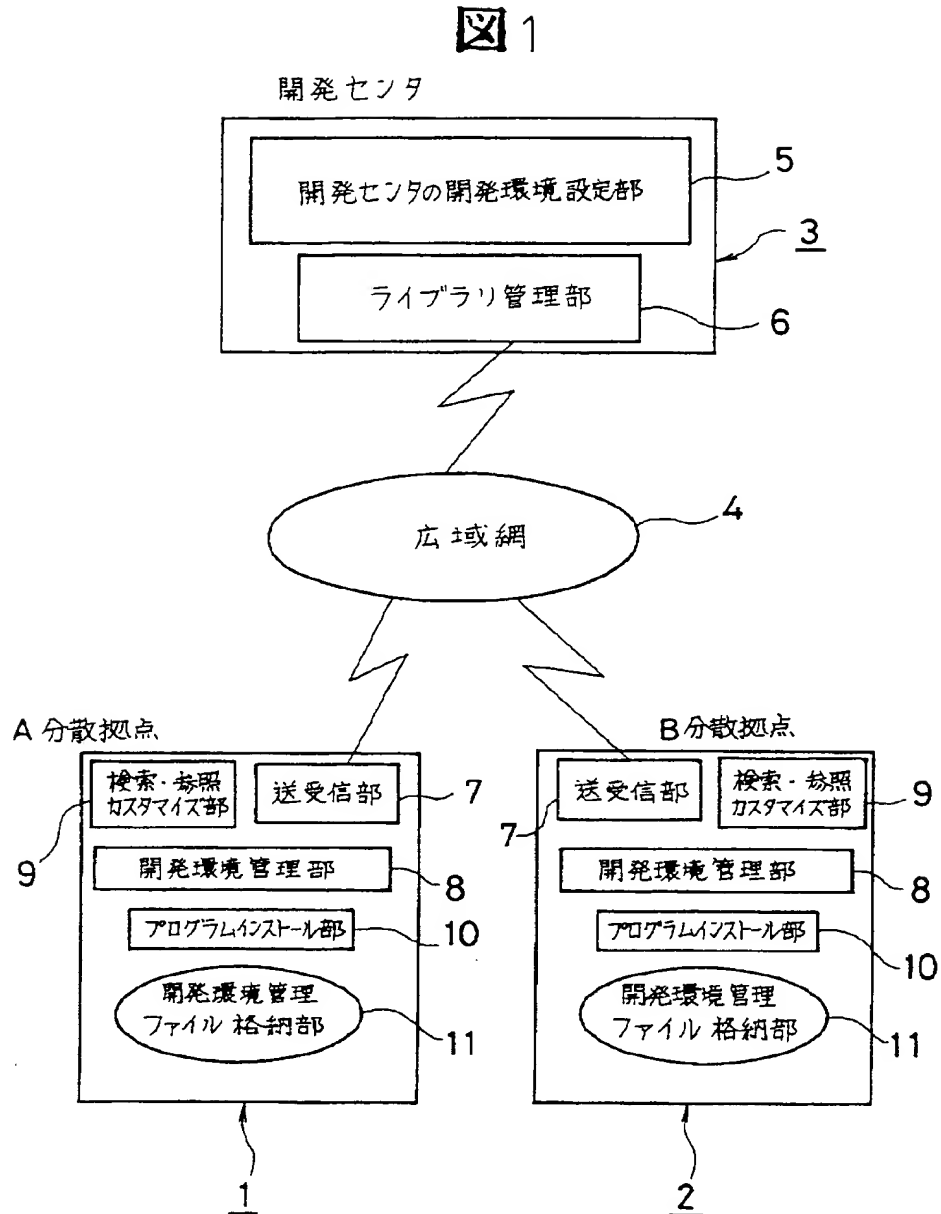 図1
開発センタ
開発センタの開発環境設定部
5
3
ライブラリ管理部
6
広域網
4
A分散拠点
検索・参照
カスタマイズ部
9
送受信部
7
開発環境管理部
8
プログラムインストール部
10
開発環境管理
ファイル格納部
11
1
B分散拠点
送受信部
7
検索・参照
カスタマイズ部
9
開発環境管理部
8
プログラムインストール部
10
開発環境管理
ファイル格納部
11
2